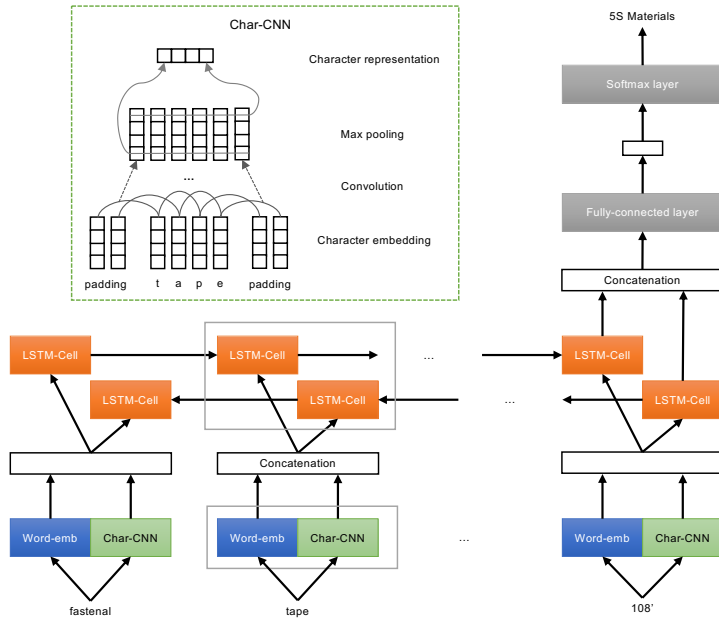 5S Materials
Char-CNN
Character representation
Softmax layer
Max pooling
...
Convolution
Fully-connected layer
Character embedding
padding t a p e padding
Concatenation
LSTM-Cell LSTM-Cell ... LSTM-Cell
LSTM-Cell LSTM-Cell ... LSTM-Cell
Concatenation
Word-emb Char-CNN Word-emb Char-CNN ... Word-emb Char-CNN
fastenal tape 108'